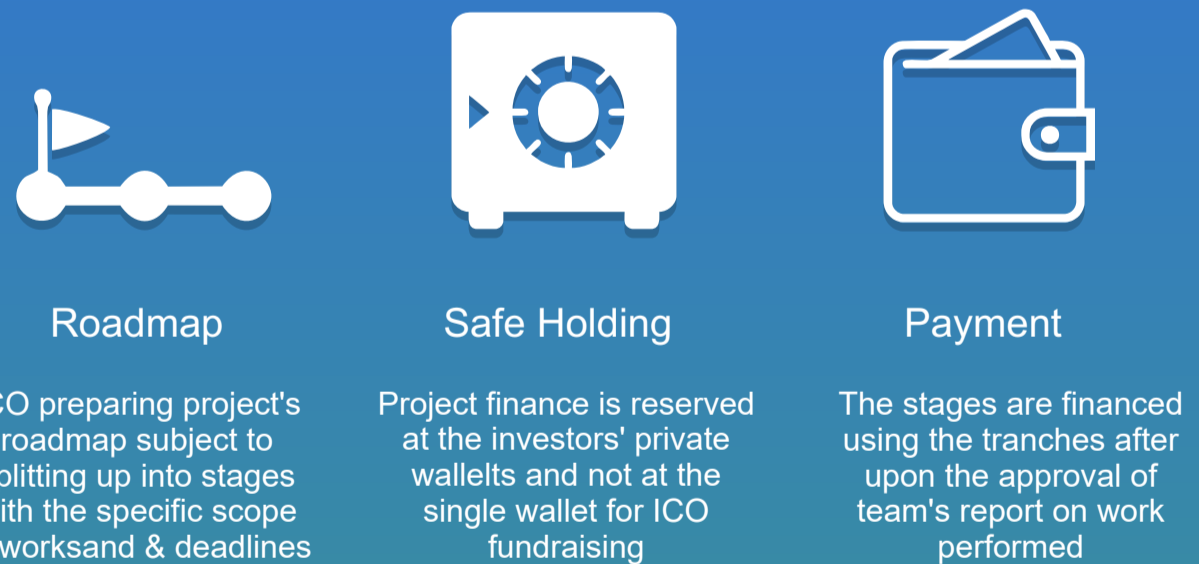 Roadmap
CO preparing project's
roadmap subject to
plitting up into stages
ith the specific scope
worksand & deadlines
Safe Holding
Project finance is reserved
at the investors' private
wallelts and not at the
single wallet for ICO
fundraising
Payment
The stages are financed
using the tranches after
upon the approval of
team's report on work
performed